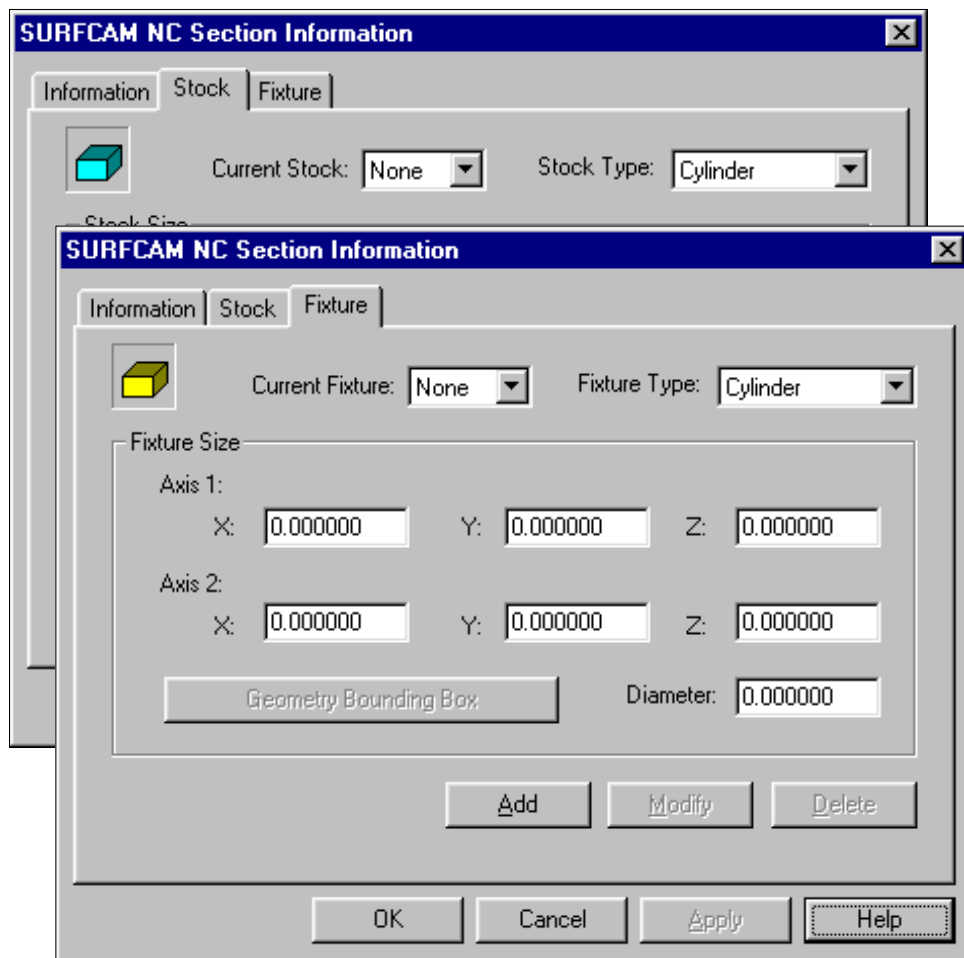 SURFCAM NC Section Information
Information Stock Fixture
Current Stock: None Stock Type: Cylinder
Stock Size
SURFCAM NC Section Information
Information Stock Fixture
Current Fixture: None Fixture Type: Cylinder
Fixture Size
Axis 1:
X: 0.000000 Y: 0.000000 Z: 0.000000
Axis 2:
X: 0.000000 Y: 0.000000 Z: 0.000000
Geometry Bounding Box Diameter: 0.000000
Add Modify Delete
OK Cancel Apply Help